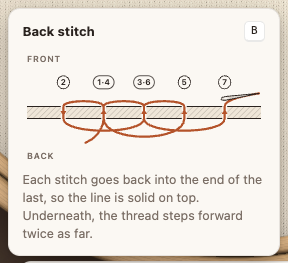 Back stitch
B
FRONT
2 1·4 3·6 5 7
BACK
Each stitch goes back into the end of the
last, so the line is solid on top.
Underneath, the thread steps forward
twice as far.